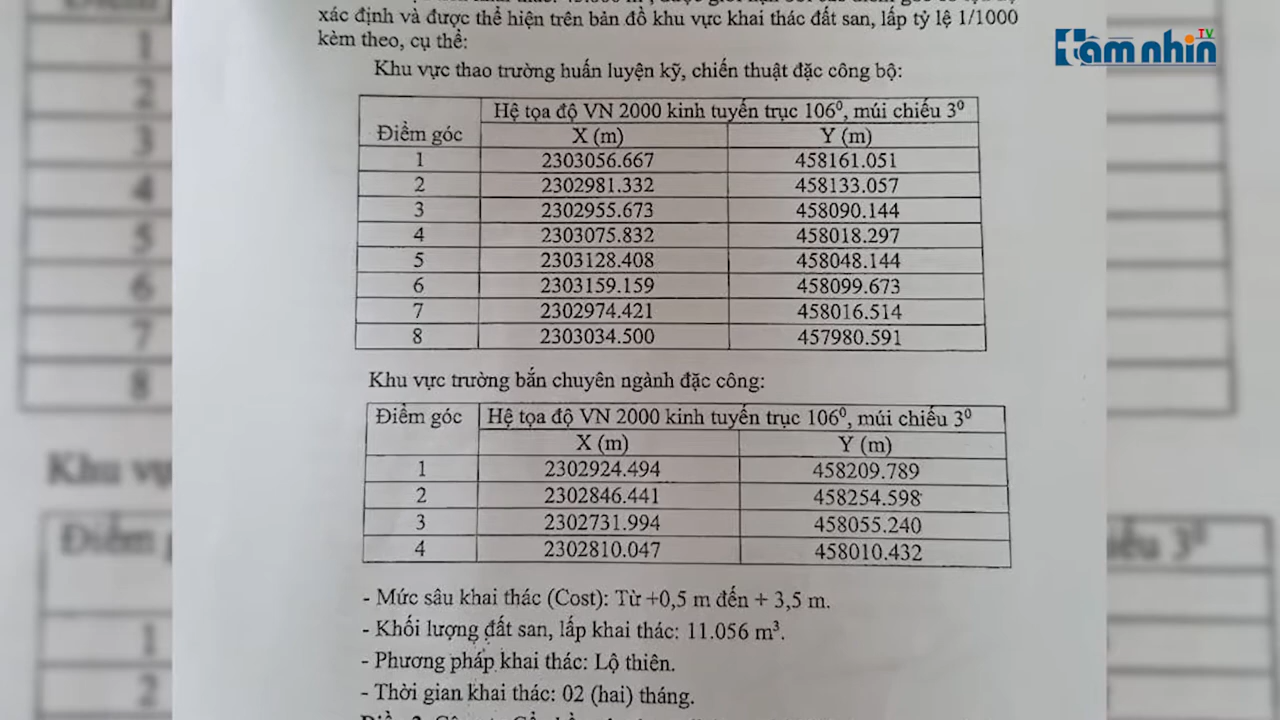 xác định và được thể hiện trên bản đồ khu vực khai thác đất san, lấp tỷ lệ 1/1000
kèm theo, cụ thể:
tầmnhìn TV
Khu vực thao trường huấn luyện kỹ, chiến thuật đặc công bộ:
Điểm góc Hệ tọa độ VN 2000 kinh tuyến trục 106⁰, múi chiếu 3⁰
X (m) Y (m)
1 2303056.667 458161.051
2 2302981.332 458133.057
3 2302955.673 458090.144
4 2303075.832 458018.297
5 2303128.408 458048.144
6 2303159.159 458099.673
7 2302974.421 458016.514
8 2303034.500 457980.591
Khu vực trường bắn chuyên ngành đặc công:
Điểm góc Hệ tọa độ VN 2000 kinh tuyến trục 106⁰, múi chiếu 3⁰
X (m) Y (m)
1 2302924.494 458209.789
2 2302846.441 458254.598
3 2302731.994 458055.240
4 2302810.047 458010.432
- Mức sâu khai thác (Cost): Từ +0,5 m đến + 3,5 m.
- Khối lượng đất san, lấp khai thác: 11.056 m³.
- Phương pháp khai thác: Lộ thiên.
- Thời gian khai thác: 02 (hai) tháng.